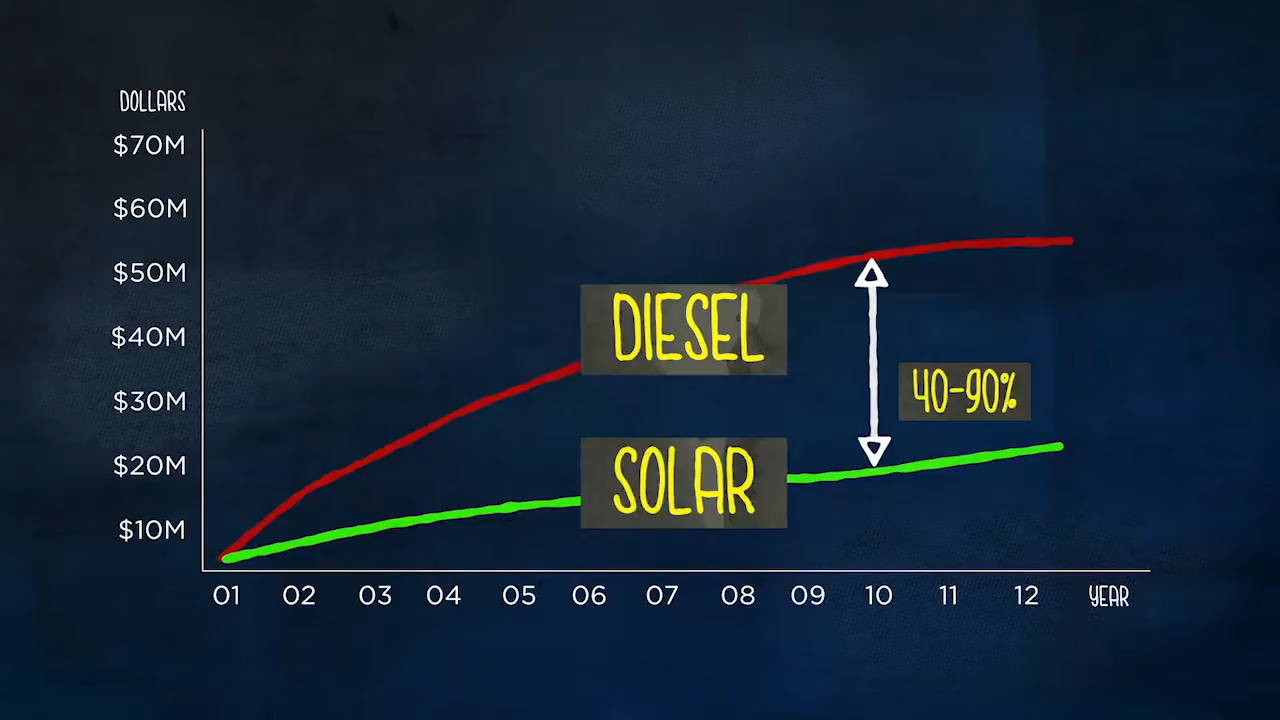 DOLLARS
$70M
$60M
$50M
$40M
$30M
$20M
$10M
DIESEL
40-90%
SOLAR
01 02 03 04 05 06 07 08 09 10 11 12 YEAR